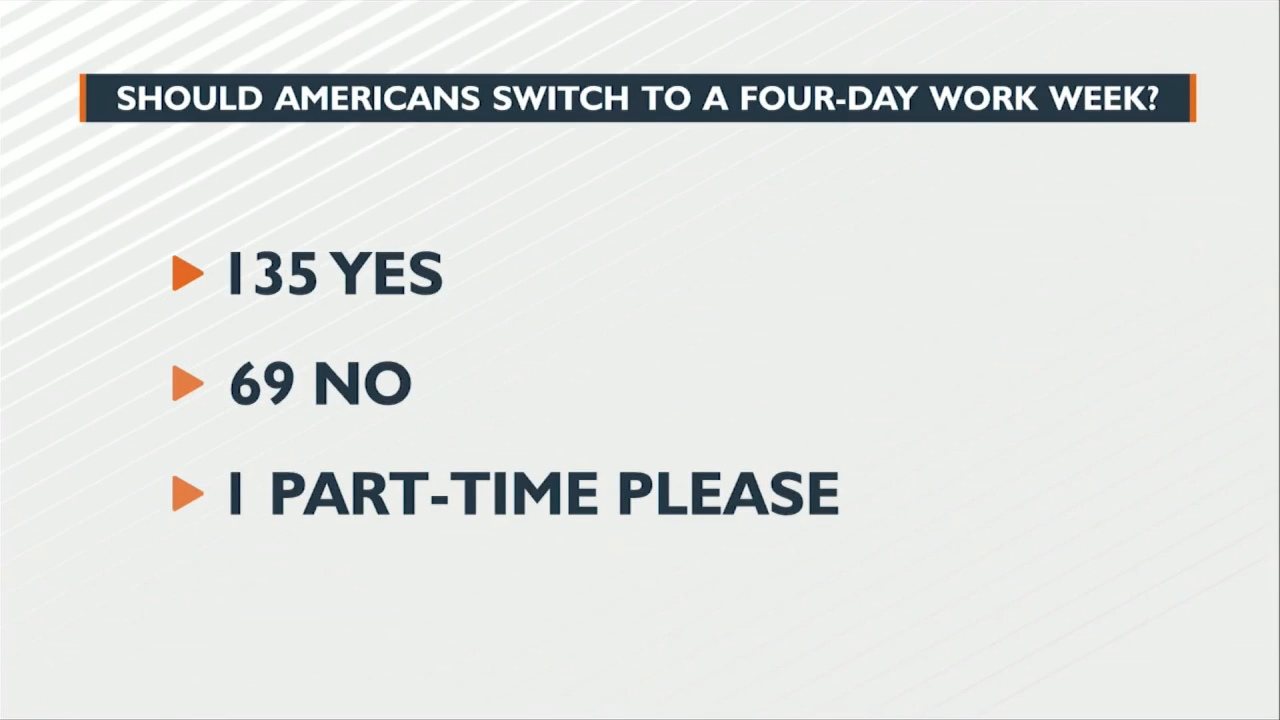 SHOULD AMERICANS SWITCH TO A FOUR-DAY WORK WEEK?
135 YES
69 NO
1 PART-TIME PLEASE